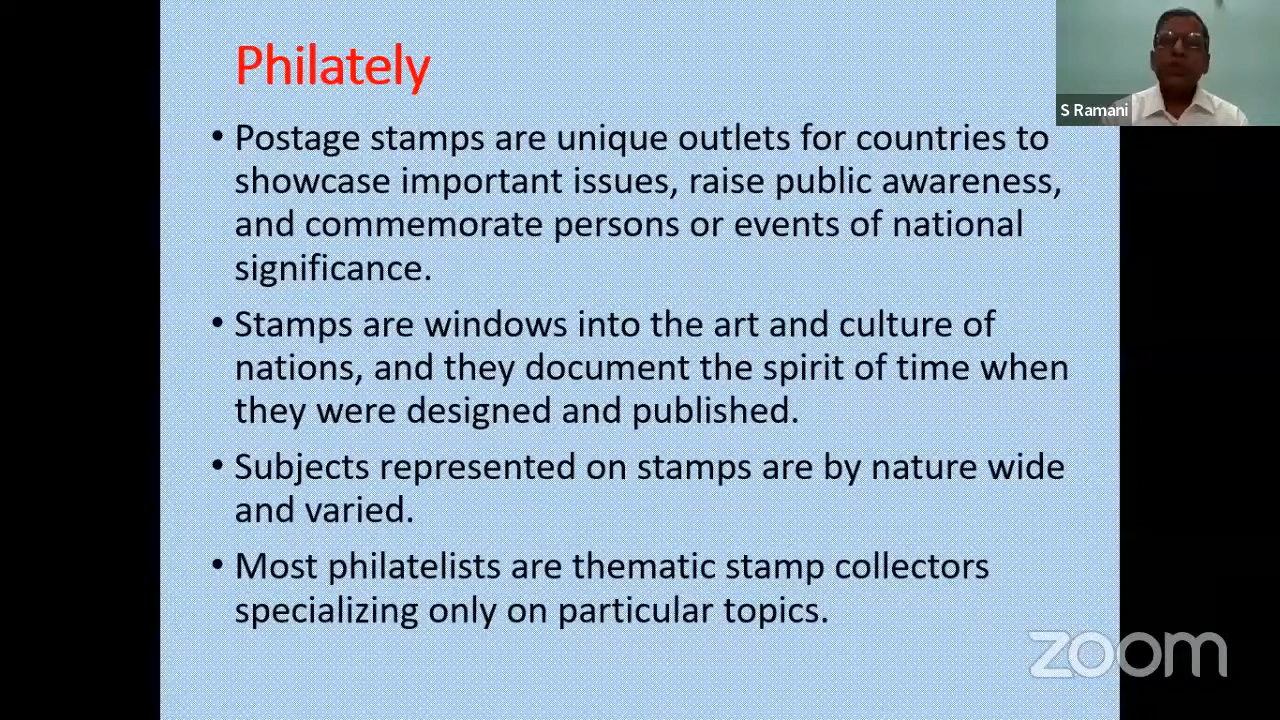 Philately
• Postage stamps are unique outlets for countries to
showcase important issues, raise public awareness,
and commemorate persons or events of national
significance.
• Stamps are windows into the art and culture of
nations, and they document the spirit of time when
they were designed and published.
• Subjects represented on stamps are by nature wide
and varied.
• Most philatelists are thematic stamp collectors
specializing only on particular topics.
S Ramani
zoom